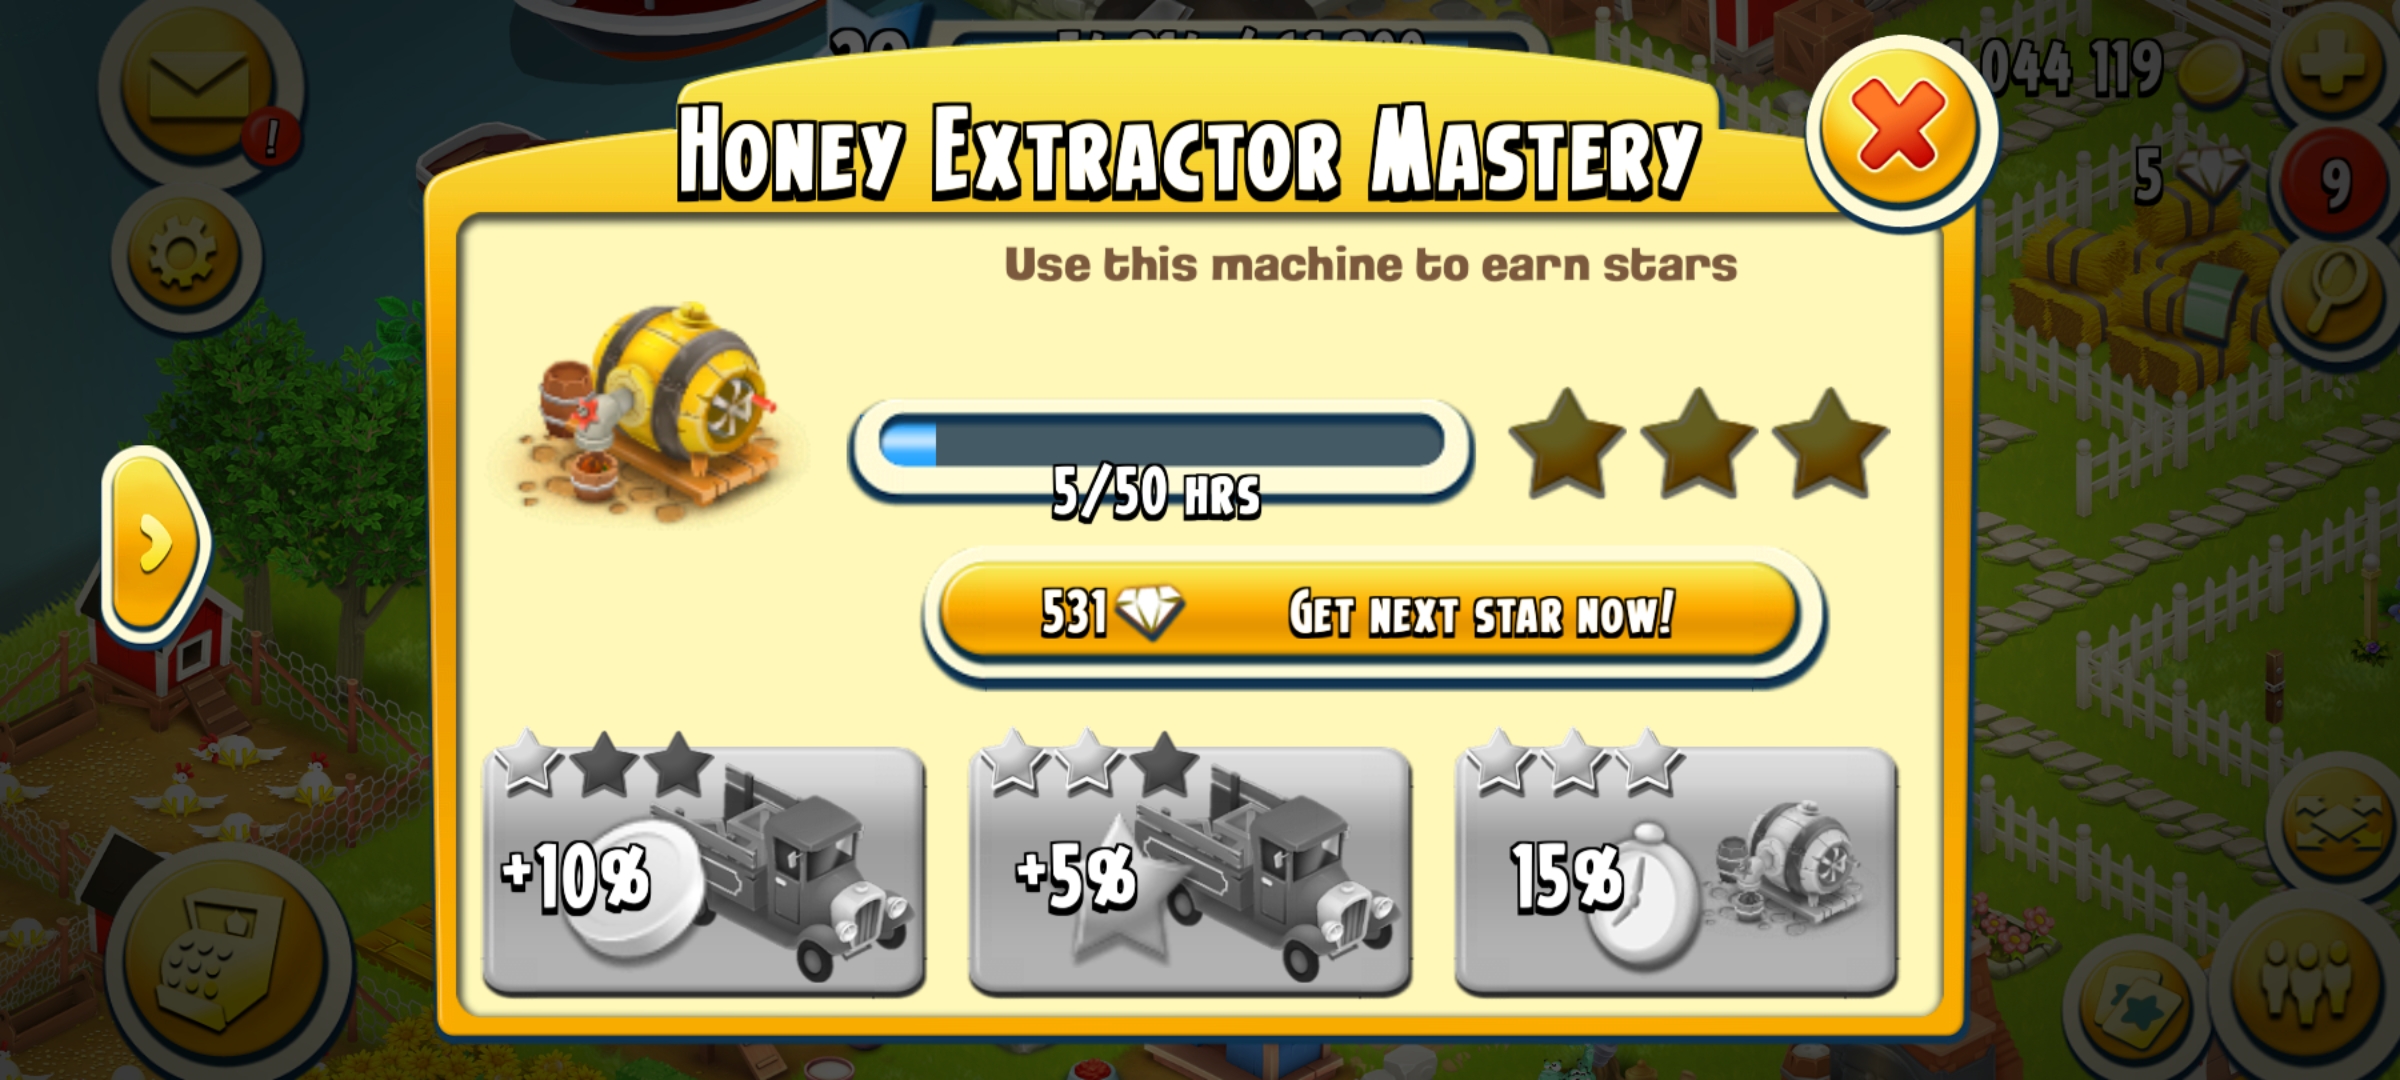 HONEY EXTRACTOR MASTERY
044 119
5
9
!
Use this machine to earn stars
5/50 HRS
531 GET NEXT STAR NOW!
+10%
+5%
15%